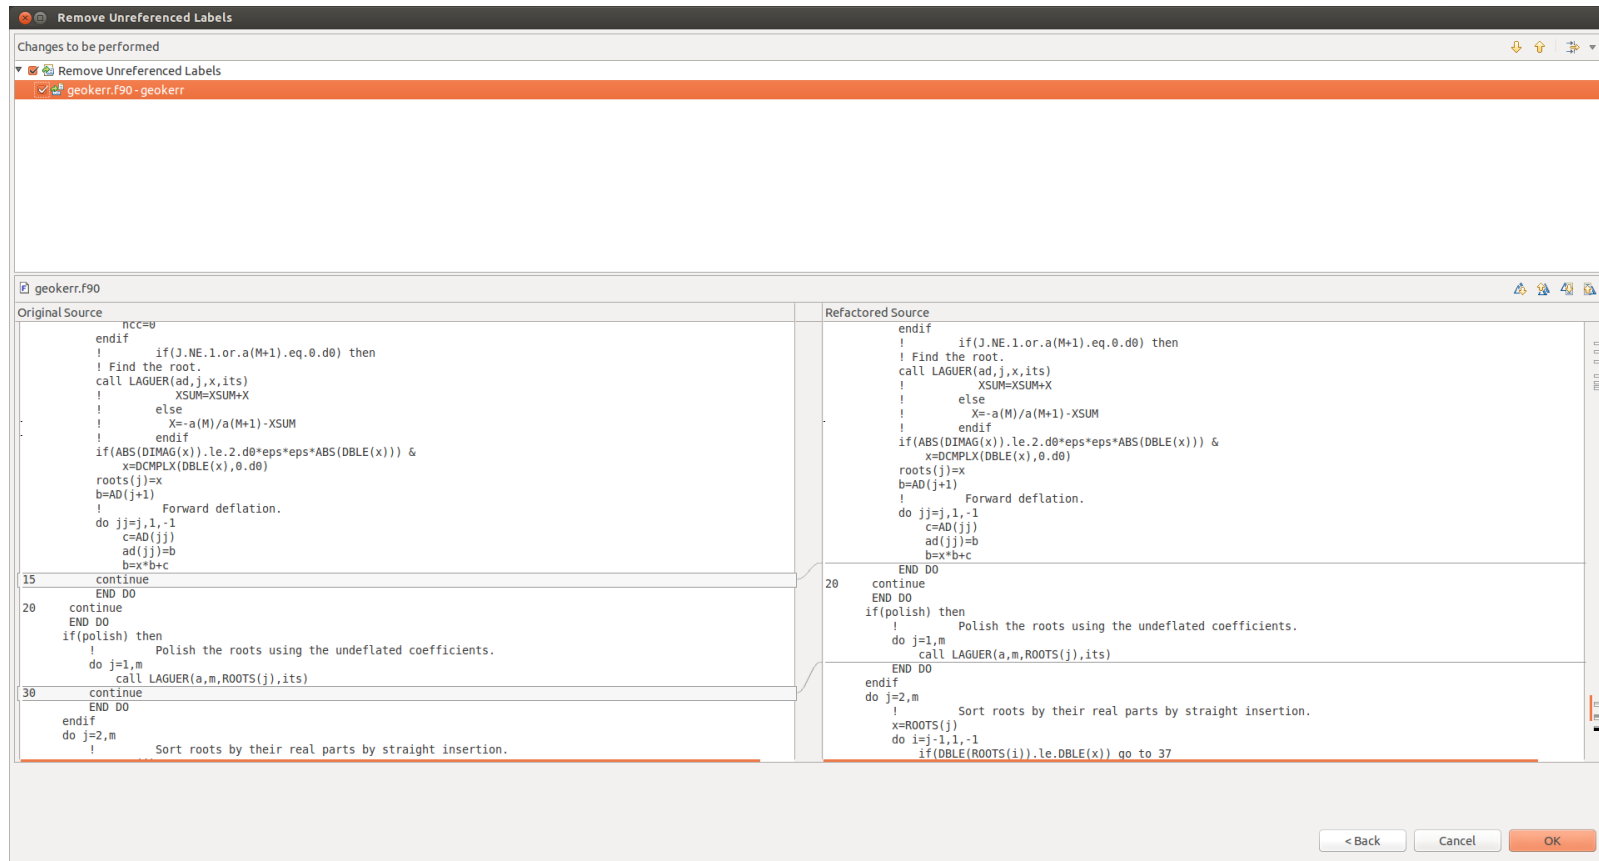 Remove Unreferenced Labels
Changes to be performed
Remove Unreferenced Labels
geokerr.f90 - geokerr
geokerr.f90
Original Source
ncc=0
endif
!        if(J.NE.1.or.a(M+1).eq.0.d0) then
! Find the root.
call LAGUER(ad,j,x,its)
!           XSUM=XSUM+X
!        else
!          X=-a(M)/a(M+1)-XSUM
!        endif
if(ABS(DIMAG(x)).le.2.d0*eps*eps*ABS(DBLE(x))) &
x=DCMPLX(DBLE(x),0.d0)
roots(j)=x
b=AD(j+1)
!         Forward deflation.
do jj=j,1,-1
c=AD(jj)
ad(jj)=b
b=x*b+c
15         continue
END DO
20     continue
END DO
if(polish) then
!         Polish the roots using the undeflated coefficients.
do j=1,m
call LAGUER(a,m,ROOTS(j),its)
30        continue
END DO
endif
do j=2,m
!         Sort roots by their real parts by straight insertion.
Refactored Source
endif
!        if(J.NE.1.or.a(M+1).eq.0.d0) then
! Find the root.
call LAGUER(ad,j,x,its)
!           XSUM=XSUM+X
!        else
!          X=-a(M)/a(M+1)-XSUM
!        endif
if(ABS(DIMAG(x)).le.2.d0*eps*eps*ABS(DBLE(x))) &
x=DCMPLX(DBLE(x),0.d0)
roots(j)=x
b=AD(j+1)
!         Forward deflation.
do jj=j,1,-1
c=AD(jj)
ad(jj)=b
b=x*b+c
END DO
20     continue
END DO
if(polish) then
!         Polish the roots using the undeflated coefficients.
do j=1,m
call LAGUER(a,m,ROOTS(j),its)
END DO
endif
do j=2,m
!         Sort roots by their real parts by straight insertion.
x=ROOTS(j)
do i=j-1,1,-1
if(DBLE(ROOTS(i)).le.DBLE(x)) go to 37
< Back
Cancel
OK